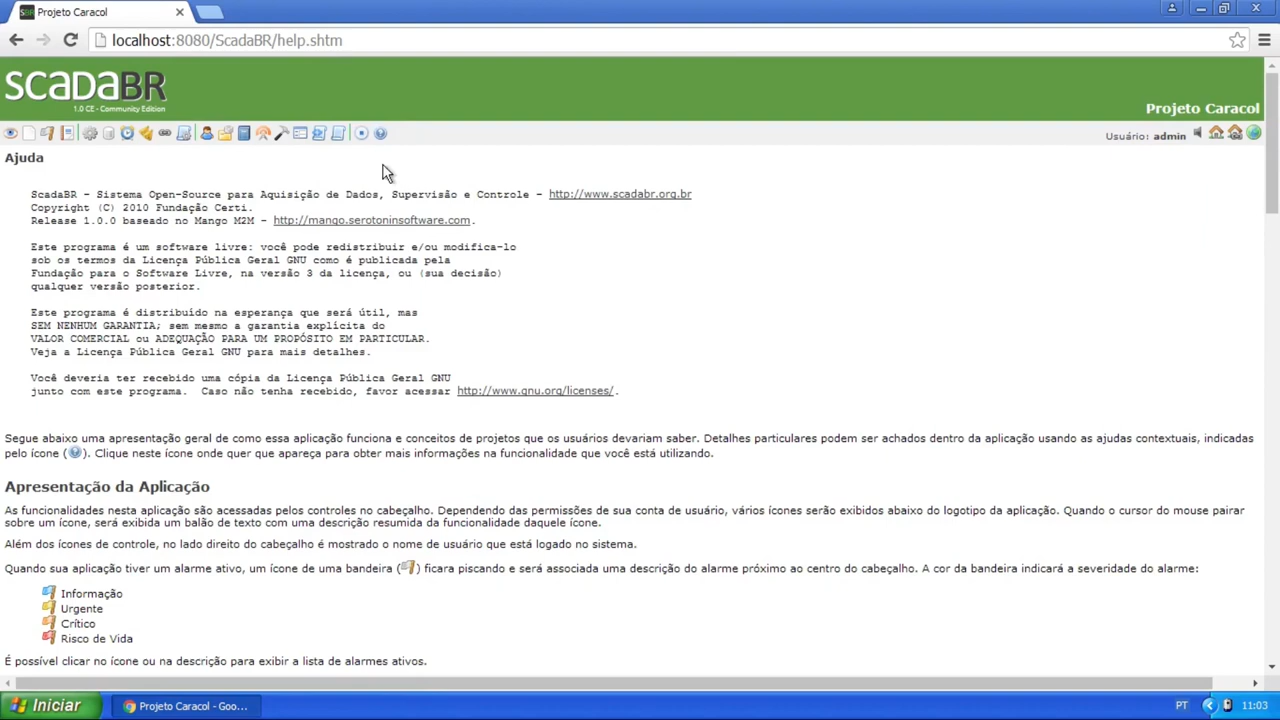 Projeto Caracol
localhost:8080/ScadaBR/help.shtm
scadaBR
1.0 CE - Community Edition
Projeto Caracol
Usuário: admin
Ajuda
ScadaBR - Sistema Open-Source para Aquisição de Dados, Supervisão e Controle - http://www.scadabr.org.br
Copyright (C) 2010 Fundação Certi.
Release 1.0.0 baseado no Mango M2M - http://mango.serotoninsoftware.com.
Este programa é um software livre: você pode redistribuir e/ou modifica-lo
sob os termos da Licença Pública Geral GNU como é publicada pela
Fundação para o Software Livre, na versão 3 da licença, ou (sua decisão)
qualquer versão posterior.
Este programa é distribuído na esperança que será útil, mas
SEM NENHUM GARANTIA; sem mesmo a garantia explícita do
VALOR COMERCIAL ou ADEQUAÇÃO PARA UM PROPÓSITO EM PARTICULAR.
Veja a Licença Pública Geral GNU para mais detalhes.
Você deveria ter recebido uma cópia da Licença Pública Geral GNU
junto com este programa.  Caso não tenha recebido, favor acessar http://www.gnu.org/licenses/.
Segue abaixo uma apresentação geral de como essa aplicação funciona e conceitos de projetos que os usuários devariam saber. Detalhes particulares podem ser achados dentro da aplicação usando as ajudas contextuais, indicadas
pelo ícone (?). Clique neste ícone onde quer que apareça para obter mais informações na funcionalidade que você está utilizando.
Apresentação da Aplicação
As funcionalidades nesta aplicação são acessadas pelos controles no cabeçalho. Dependendo das permissões de sua conta de usuário, vários ícones serão exibidos abaixo do logotipo da aplicação. Quando o cursor do mouse pairar
sobre um ícone, será exibida um balão de texto com uma descrição resumida da funcionalidade daquele ícone.
Além dos ícones de controle, no lado direito do cabeçalho é mostrado o nome de usuário que está logado no sistema.
Quando sua aplicação tiver um alarme ativo, um ícone de uma bandeira () ficara piscando e será associada uma descrição do alarme próximo ao centro do cabeçalho. A cor da bandeira indicará a severidade do alarme:
Informação
Urgente
Crítico
Risco de Vida
É possível clicar no ícone ou na descrição para exibir a lista de alarmes ativos.
Iniciar
Projeto Caracol - Goo...
PT
11:03